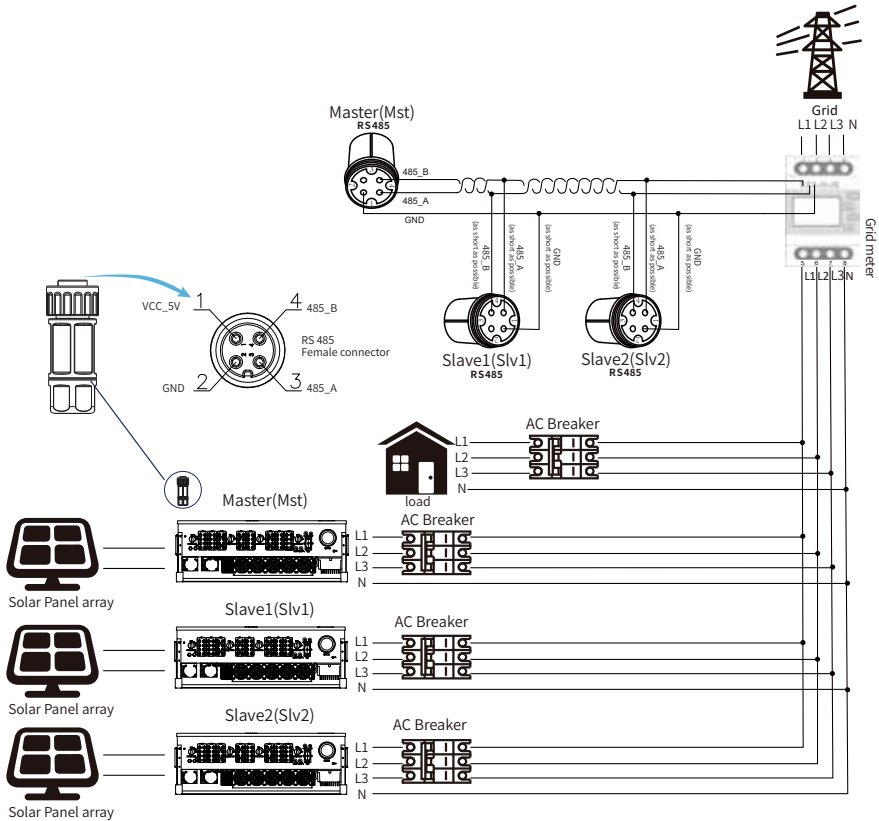 Grid
L1 L2 L3 N
Master(Mst)
RS485
485_B
485_A
GND
Grid meter
5 6 7 8
L1 L2 L3 N
485_B
(as short as possible)
485_A
(as short as possible)
GND
(as short as possible)
485_B
(as short as possible)
485_A
(as short as possible)
GND
(as short as possible)
Slave1(Slv1)
RS485
Slave2(Slv2)
RS485
1
VCC_5V
4
485_B
RS 485
Female connector
GND
2
3
485_A
AC Breaker
L1
L2
L3
N
load
Master(Mst)
AC Breaker
L1
L2
L3
N
Solar Panel array
Slave1(Slv1)
AC Breaker
L1
L2
L3
N
Solar Panel array
Slave2(Slv2)
AC Breaker
L1
L2
L3
N
Solar Panel array